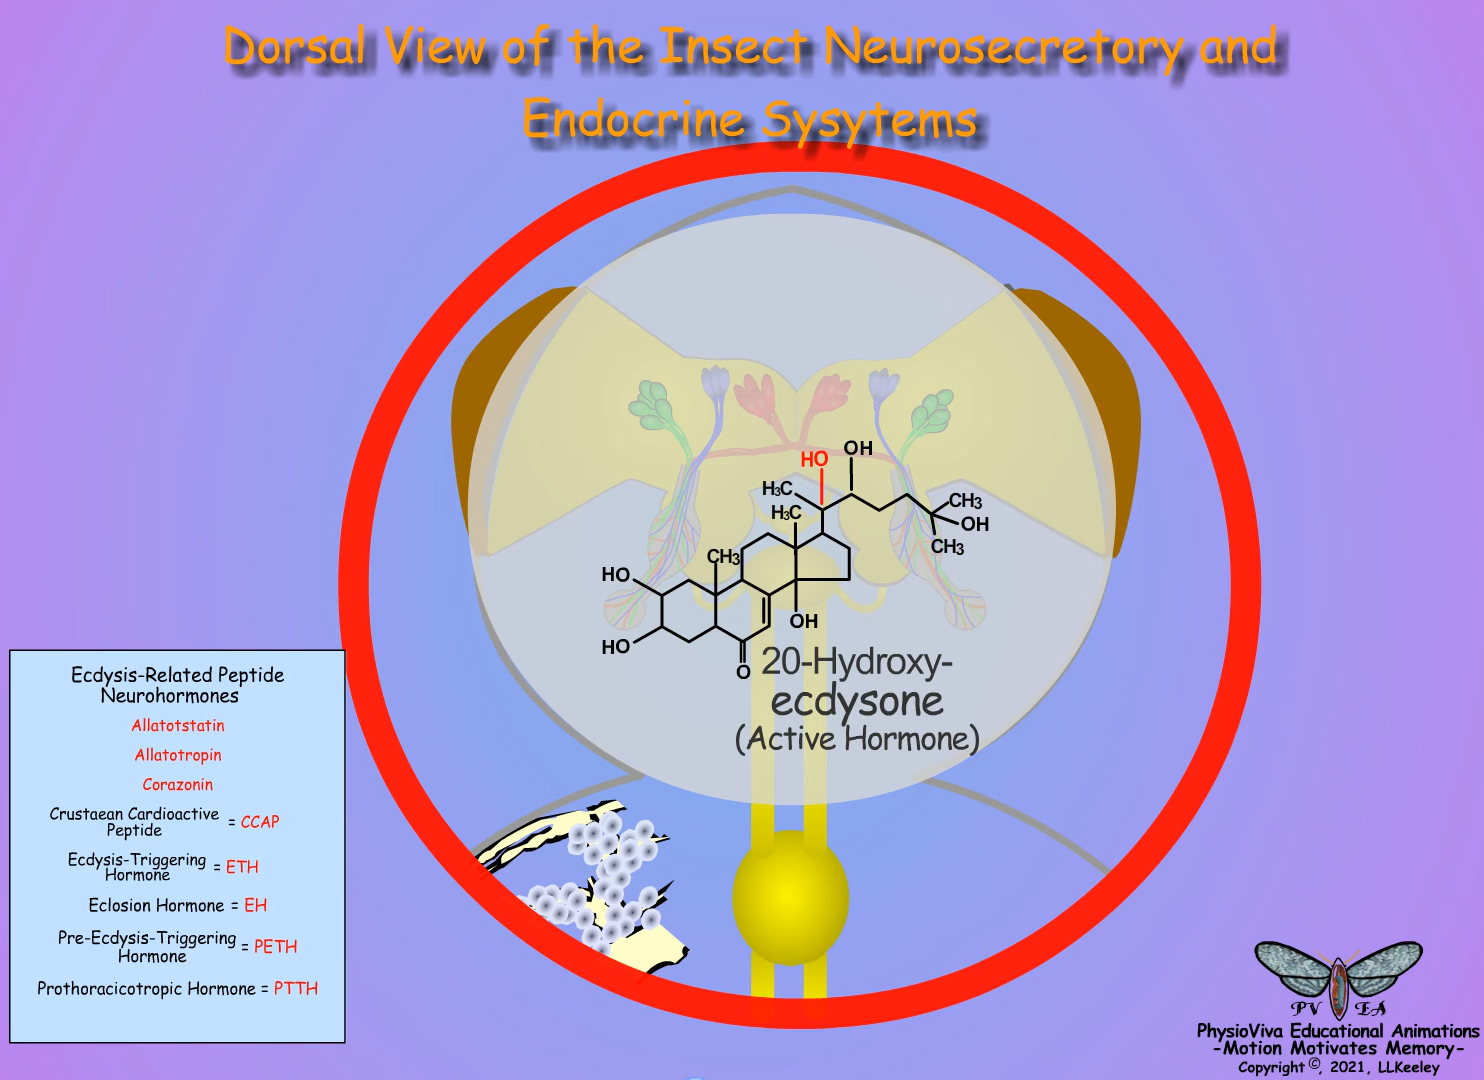 Dorsal View of the Insect Neurosecretory and
Endocrine Sysytems
HO
OH
H3C
CH3
H3C
OH
CH3
CH3
HO
OH
HO
O
20-Hydroxy-
ecdysone
(Active Hormone)
Ecdysis-Related Peptide
Neurohormones
Allatotstatin
Allatotropin
Corazonin
Crustaean Cardioactive
Peptide = CCAP
Ecdysis-Triggering
Hormone = ETH
Eclosion Hormone = EH
Pre-Ecdysis-Triggering
Hormone = PETH
Prothoracicotropic Hormone = PTTH
PV EA
PhysioViva Educational Animations
-Motion Motivates Memory-
Copyright ©, 2021, LLKeeley